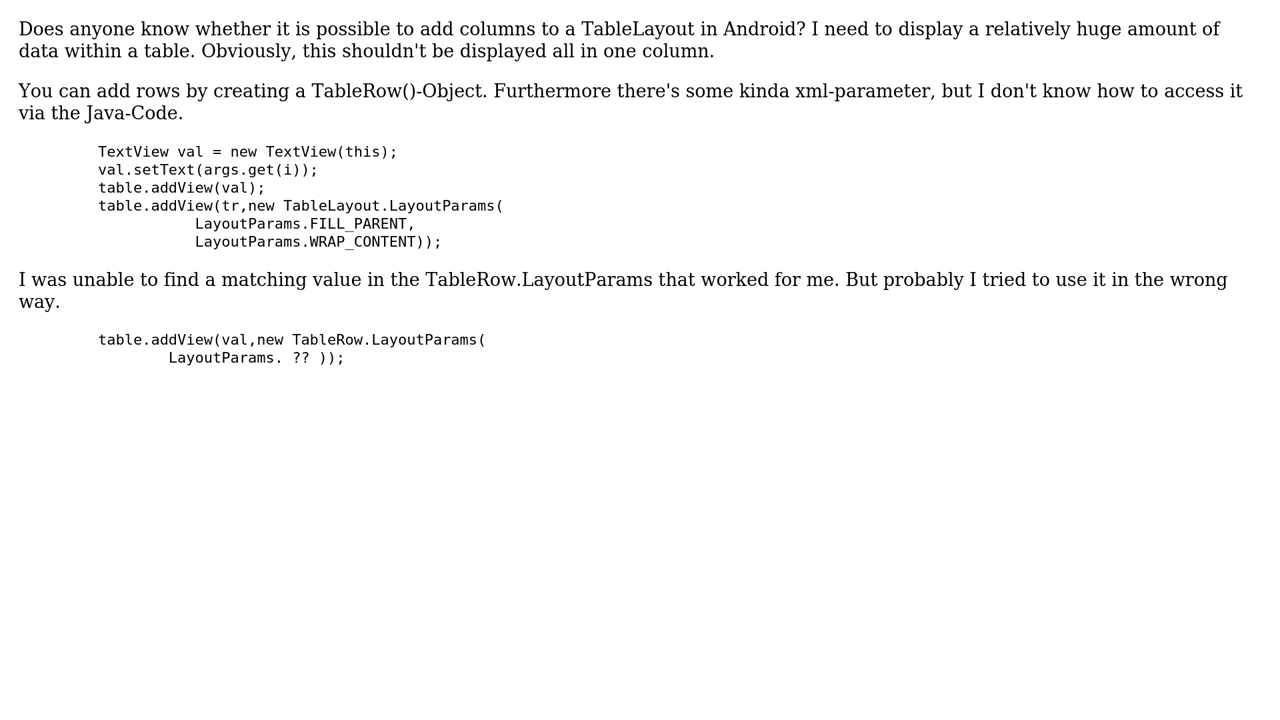 Does anyone know whether it is possible to add columns to a TableLayout in Android? I need to display a relatively huge amount of
data within a table. Obviously, this shouldn't be displayed all in one column.
You can add rows by creating a TableRow()-Object. Furthermore there's some kinda xml-parameter, but I don't know how to access it
via the Java-Code.
TextView val = new TextView(this);
val.setText(args.get(i));
table.addView(val);
table.addView(tr,new TableLayout.LayoutParams(
LayoutParams.FILL_PARENT,
LayoutParams.WRAP_CONTENT));
I was unable to find a matching value in the TableRow.LayoutParams that worked for me. But probably I tried to use it in the wrong
way.
table.addView(val,new TableRow.LayoutParams(
LayoutParams. ?? ));